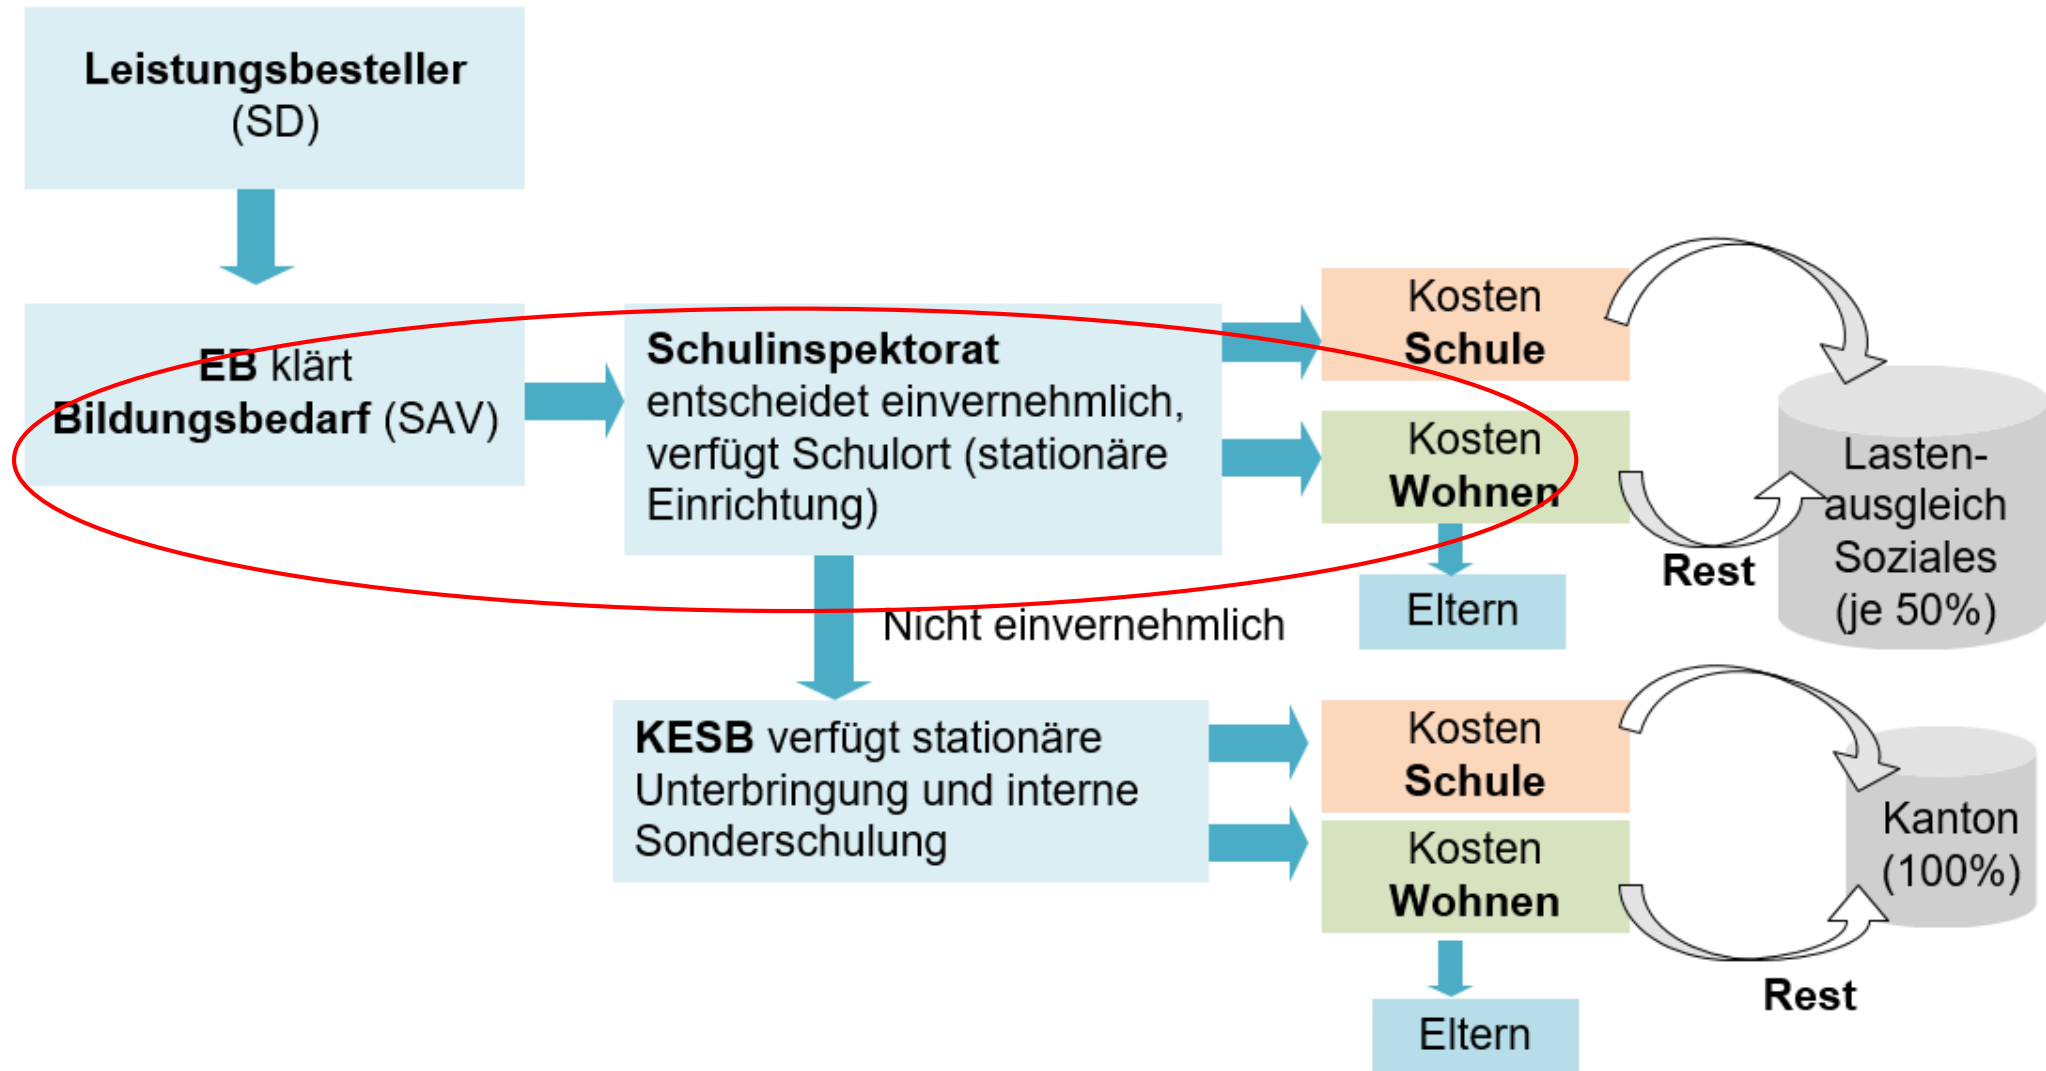 Leistungsbesteller
(SD)
EB klärt
Bildungsbedarf (SAV)
Schulinspektorat
entscheidet einvernehmlich,
verfügt Schulort (stationäre
Einrichtung)
Kosten
Schule
Kosten
Wohnen
Eltern
Rest
Lasten-
ausgleich
Soziales
(je 50%)
Nicht einvernehmlich
KESB verfügt stationäre
Unterbringung und interne
Sonderschulung
Kosten
Schule
Kosten
Wohnen
Eltern
Rest
Kanton
(100%)